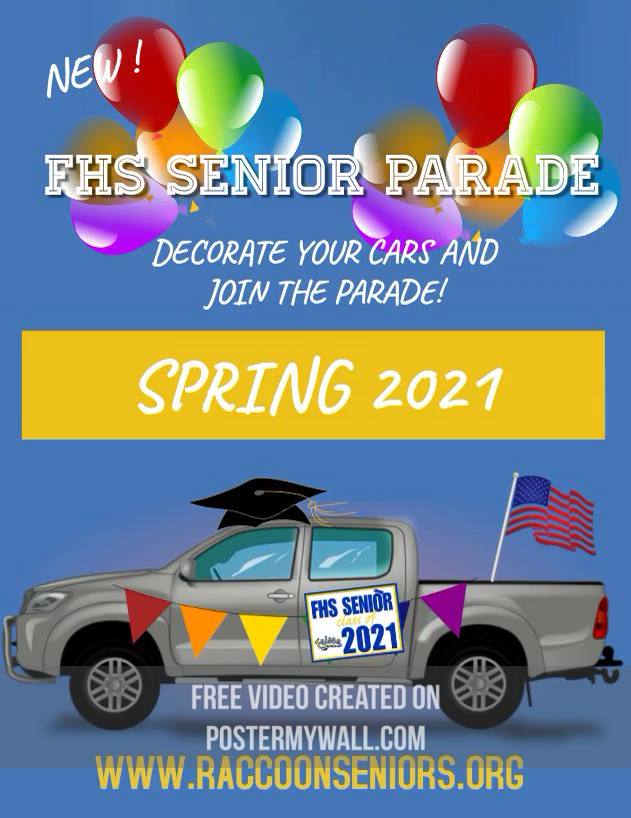 NEW !
FHS SENIOR PARADE
DECORATE YOUR CARS AND
JOIN THE PARADE!
SPRING 2021
FHS SENIOR
class of
2021
FREE VIDEO CREATED ON
POSTERMYWALL.COM
WWW.RACCOONSENIORS.ORG